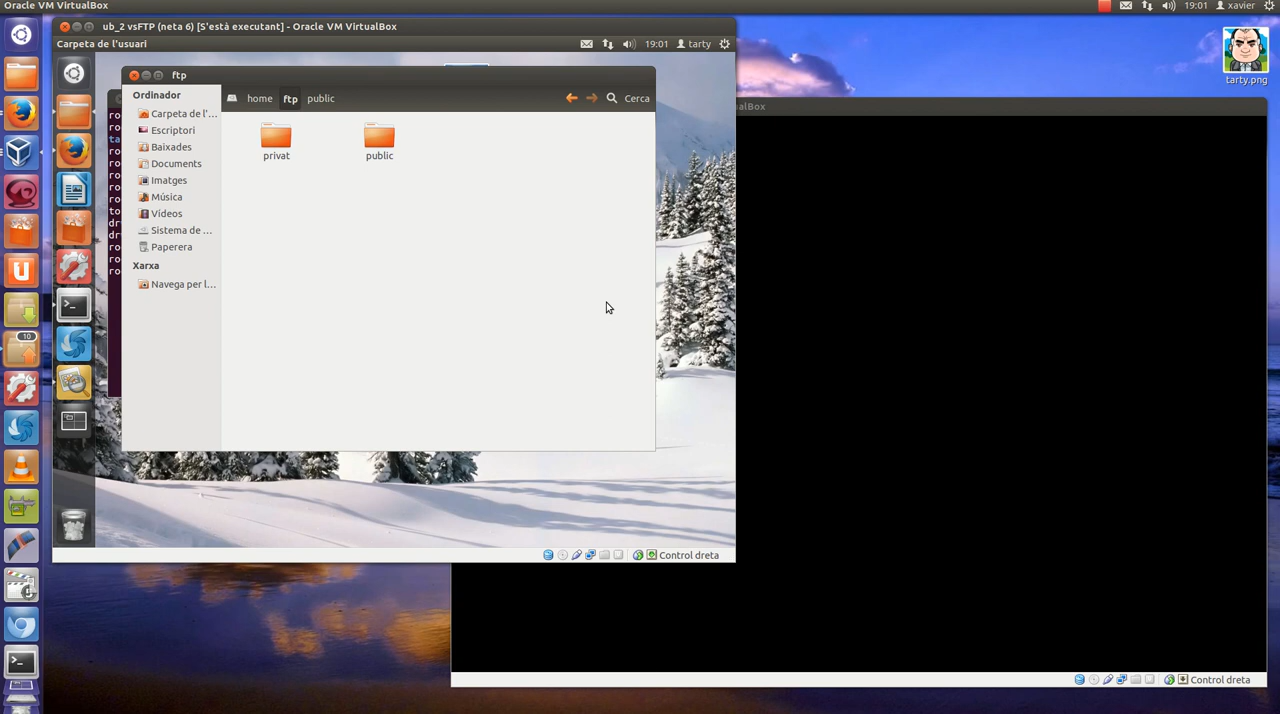 Oracle VM VirtualBox
19:01 xavier
ub_2 vsFTP (neta 6) [S'està executant] - Oracle VM VirtualBox
Carpeta de l'usuari
19:01 tarty
ftp
Ordinador
home ftp public
Cerca
Carpeta de l'...
Escriptori
Baixades
Documents
Imatges
Música
Vídeos
Sistema de ...
Paperera
Xarxa
Navega per l...
privat
public
tarty.png
10
Control dreta
Control dreta